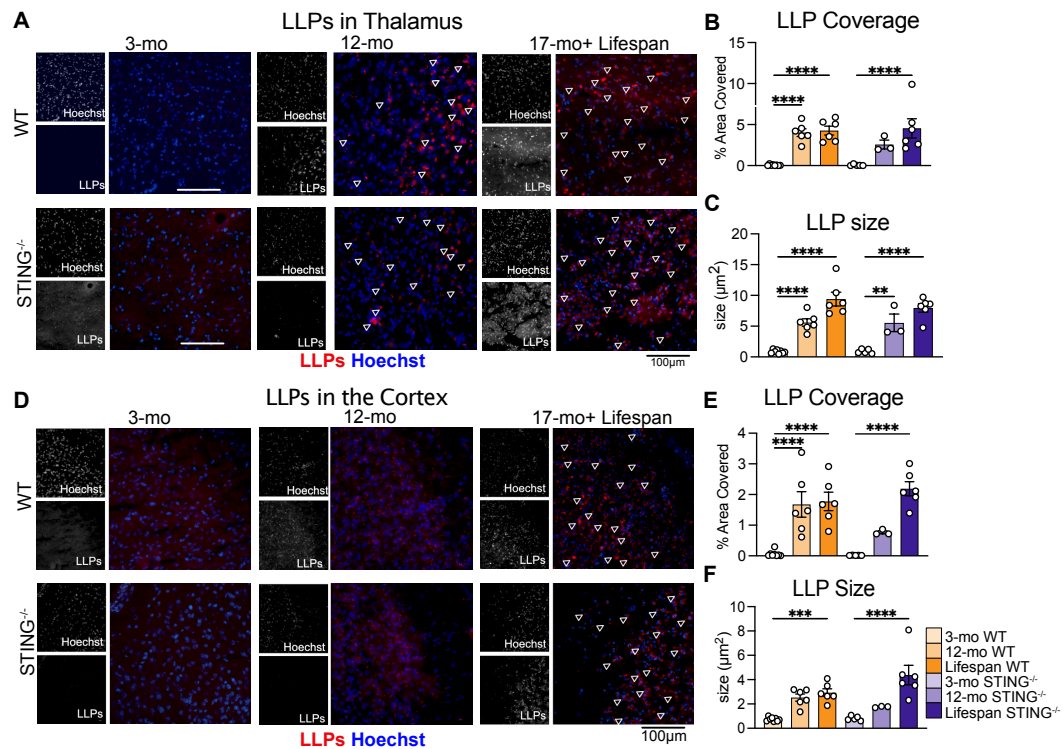 A
LLPs in Thalamus
3-mo
12-mo
17-mo+ Lifespan
WT
Hoechst
LLPs
Hoechst
LLPs
Hoechst
LLPs
STING-/-
Hoechst
LLPs
Hoechst
LLPs
Hoechst
LLPs
LLPs Hoechst
100µm
B
LLP Coverage
% Area Covered
15
10
5
0
****
****
****
C
LLP size
size (µm²)
20
15
10
5
0
****
****
**
****
D
LLPs in the Cortex
3-mo
12-mo
17-mo+ Lifespan
WT
Hoechst
LLPs
Hoechst
LLPs
Hoechst
LLPs
STING-/-
Hoechst
LLPs
Hoechst
LLPs
Hoechst
LLPs
LLPs Hoechst
100µm
E
LLP Coverage
% Area Covered
4
3
2
1
0
****
****
****
F
LLP Size
size (µm²)
10
8
6
4
2
0
***
****
3-mo WT
12-mo WT
Lifespan WT
3-mo STING-/-
12-mo STING-/-
Lifespan STING-/-